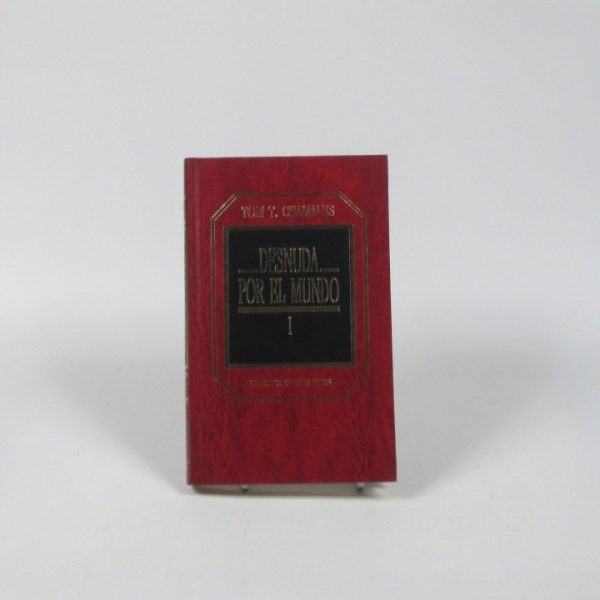 TOM T. CHAMALES
DESNUDA
POR EL MUNDO
I